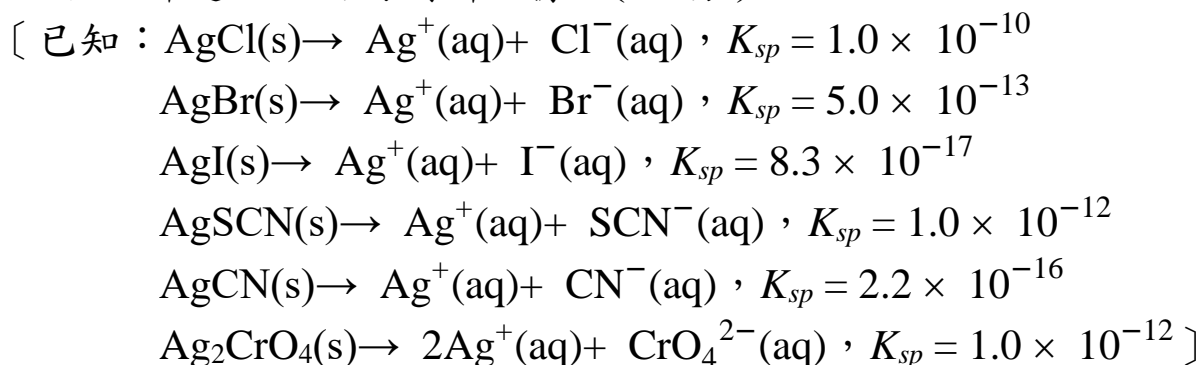 〔已知：AgCl(s)→ Ag⁺(aq)+ Cl⁻(aq)，Ksp = 1.0 × 10⁻¹⁰
AgBr(s)→ Ag⁺(aq)+ Br⁻(aq)，Ksp = 5.0 × 10⁻¹³
AgI(s)→ Ag⁺(aq)+ I⁻(aq)，Ksp = 8.3 × 10⁻¹⁷
AgSCN(s)→ Ag⁺(aq)+ SCN⁻(aq)，Ksp = 1.0 × 10⁻¹²
AgCN(s)→ Ag⁺(aq)+ CN⁻(aq)，Ksp = 2.2 × 10⁻¹⁶
Ag₂CrO₄(s)→ 2Ag⁺(aq)+ CrO₄²⁻(aq)，Ksp = 1.0 × 10⁻¹²〕